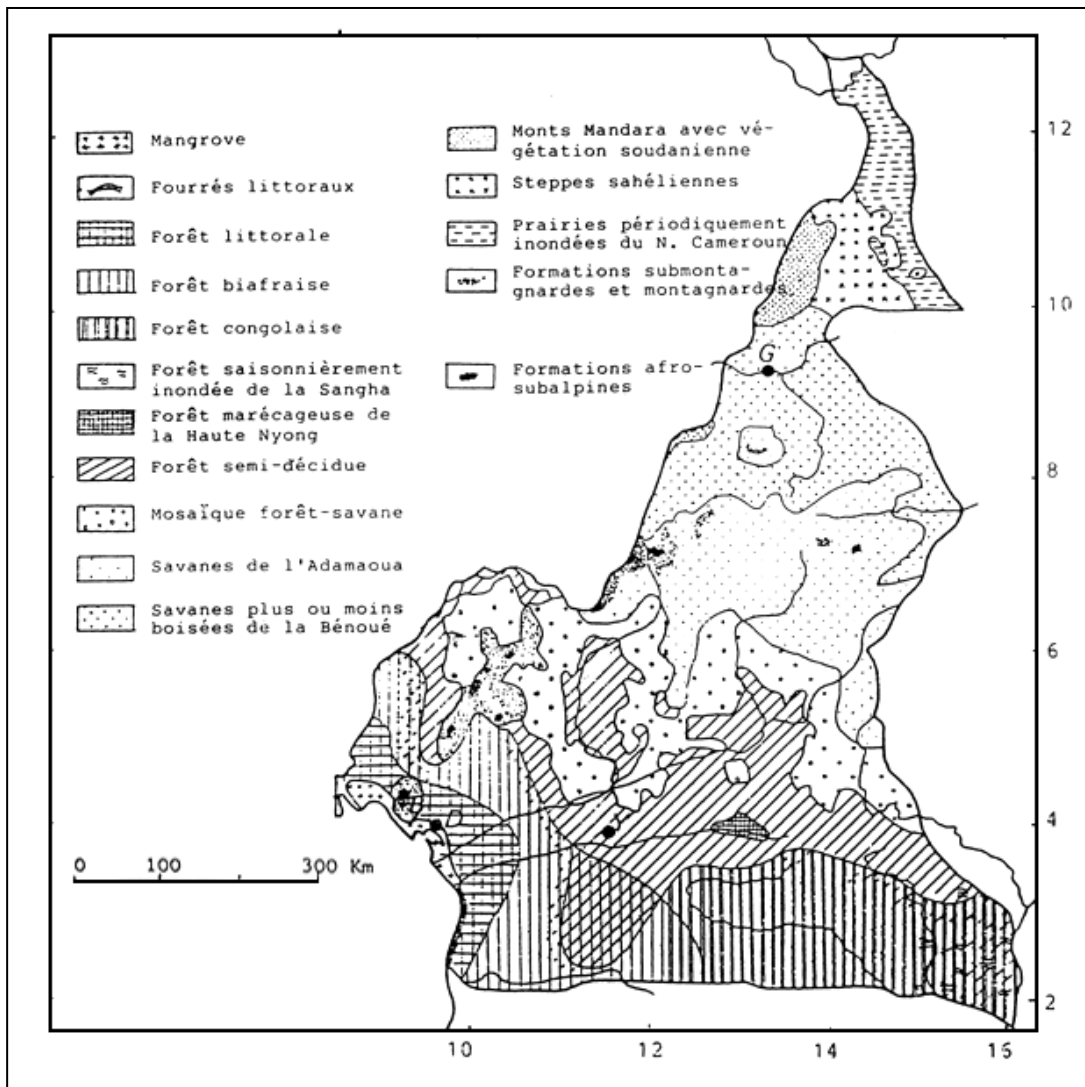 Mangrove
Fourrés littoraux
Forêt littorale
Forêt biafraise
Forêt congolaise
Forêt saisonnièrement
inondée de la Sangha
Forêt marécageuse de
la Haute Nyong
Forêt semi-décidue
Mosaïque forêt-savane
Savanes de l'Adamaoua
Savanes plus ou moins
boisées de la Bénoué
Monts Mandara avec vé-
gétation soudanienne
Steppes sahéliennes
Prairies périodiquement
inondées du N. Cameroun
Formations submonta-
gnardes et montagnardes
Formations afro-
subalpines
G
12
10
8
6
4
2
0 100 300 Km
10 12 14 16